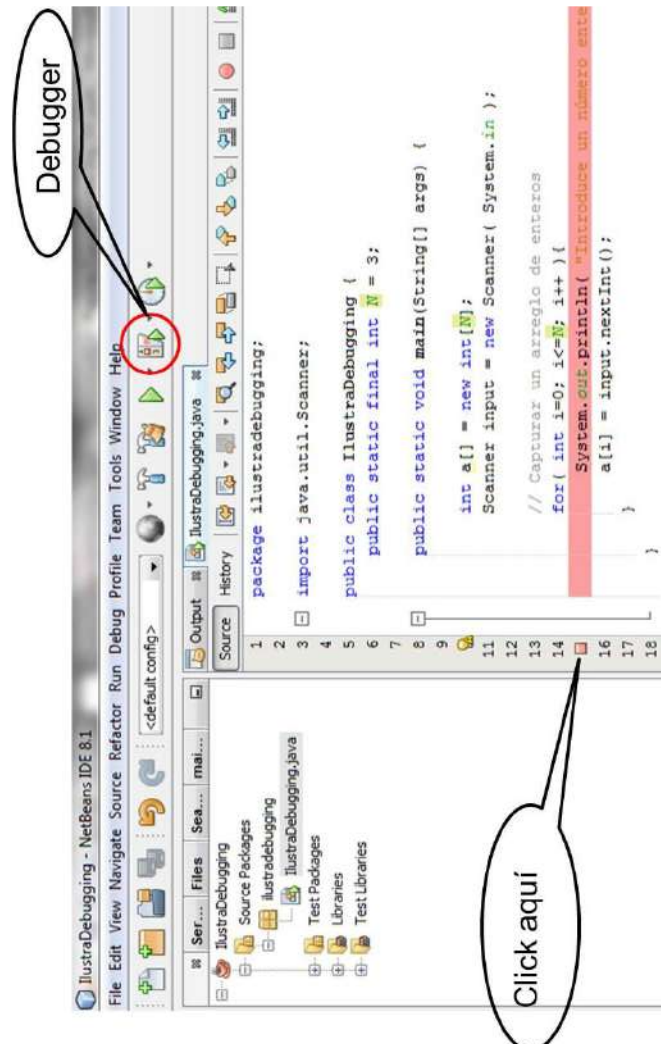 Debugger
IlustraDebugging - NetBeans IDE 8.1
File Edit View Navigate Source Refactor Run Debug Profile Team Tools Window Help
<default config>
Ser... Files Sea... mai...
IlustraDebugging
Source Packages
ilustradebugging
IlustraDebugging.java
Test Packages
Libraries
Test Libraries
Output IlustraDebugging.java
Source History
1 package ilustradebugging;
2
3 import java.util.Scanner;
4
5 public class IlustraDebugging {
6 public static final int N = 3;
7
8 public static void main(String[] args) {
9
int a[] = new int[N];
11 Scanner input = new Scanner( System.in );
12
13 // Capturar un arreglo de enteros
14 for( int i=0; i<=N; i++ ){
System.out.println( "Introduce un número ente
16 a[i] = input.nextInt();
17 }
18 }
Click aquí